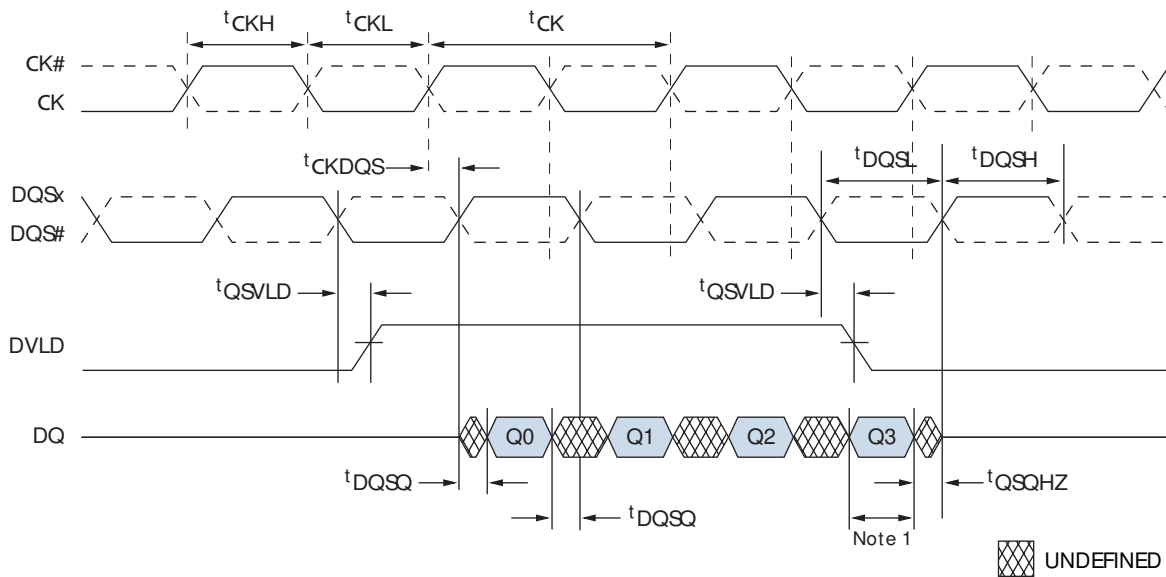 tCKH tCKL tCK
CK#
CK
tCKDQS tDQSL tDQSH
DQSx
DQS#
tQSVLD tQSVLD
DVLD
DQ Q0 Q1 Q2 Q3
tDQSQ tQSQHZ
tDQSQ
Note 1
UNDEFINED